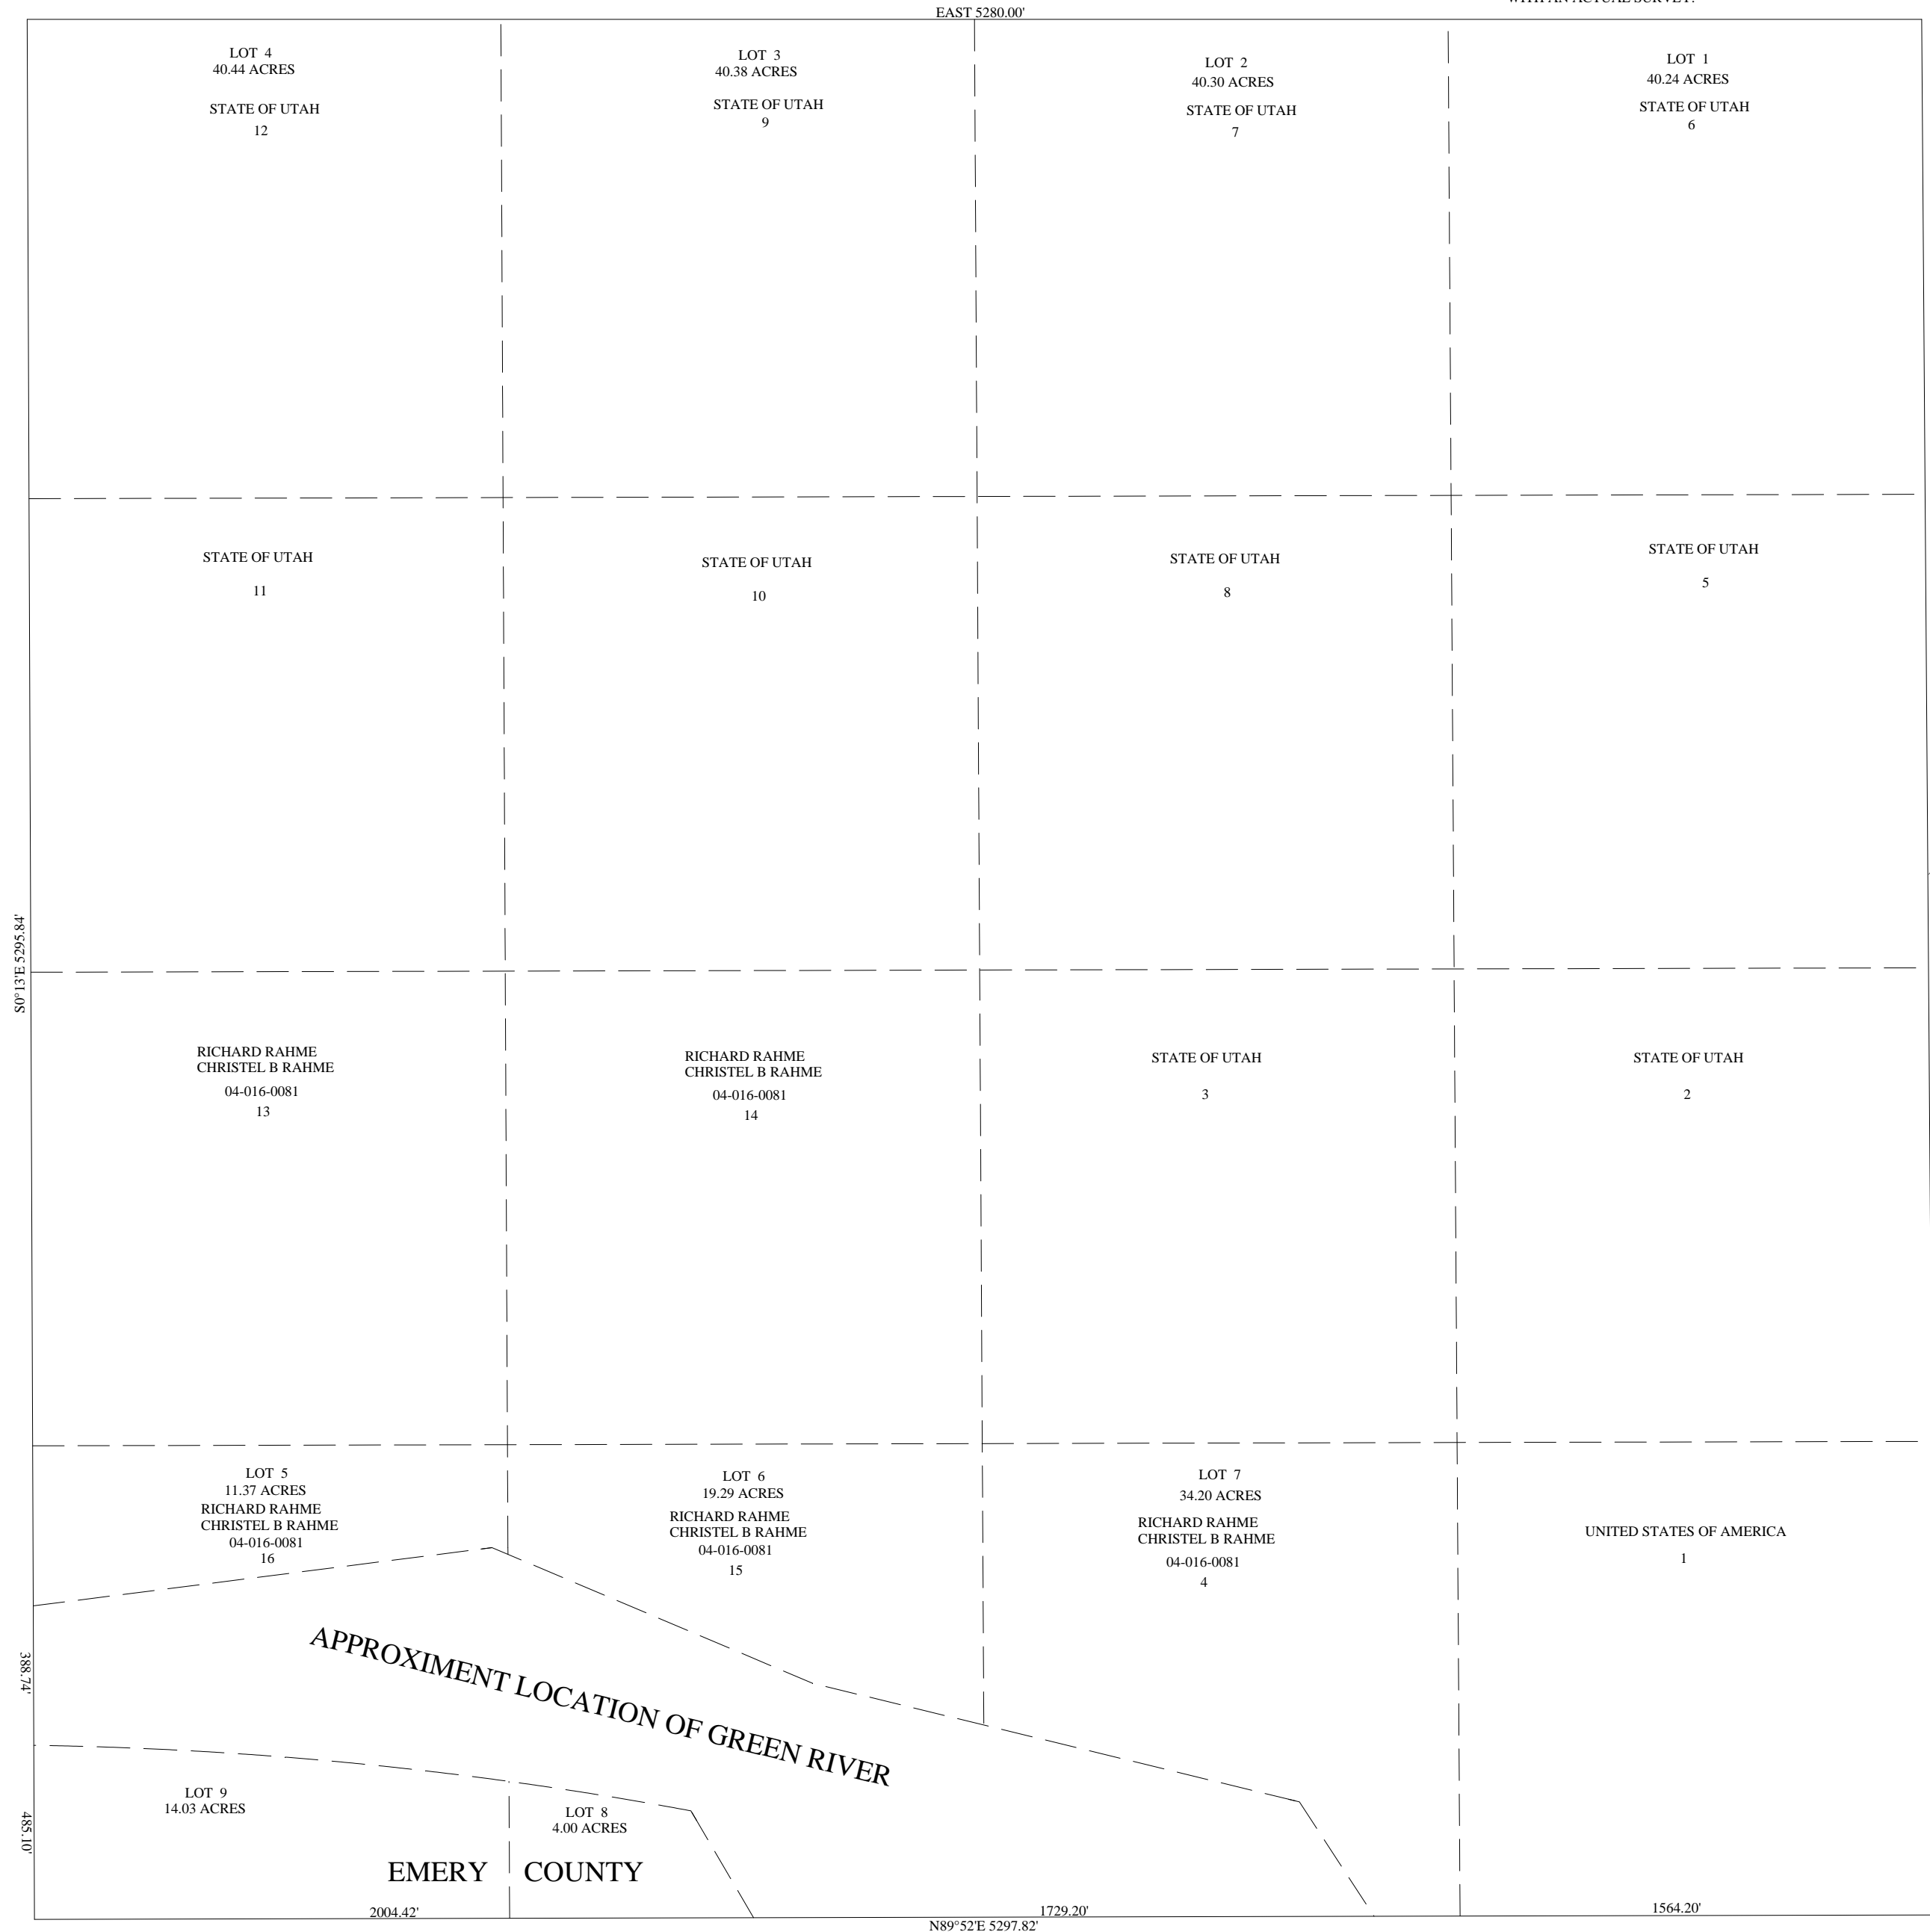 WITH AN ACTUAL SURVEY.
EAST 5280.00'
LOT 4
40.44 ACRES
STATE OF UTAH
12
LOT 3
40.38 ACRES
STATE OF UTAH
9
LOT 2
40.30 ACRES
STATE OF UTAH
7
LOT 1
40.24 ACRES
STATE OF UTAH
6
STATE OF UTAH
11
STATE OF UTAH
10
STATE OF UTAH
8
STATE OF UTAH
5
S0°13'E 5295.84'
RICHARD RAHME
CHRISTEL B RAHME
04-016-0081
13
RICHARD RAHME
CHRISTEL B RAHME
04-016-0081
14
STATE OF UTAH
3
STATE OF UTAH
2
LOT 5
11.37 ACRES
RICHARD RAHME
CHRISTEL B RAHME
04-016-0081
16
LOT 6
19.29 ACRES
RICHARD RAHME
CHRISTEL B RAHME
04-016-0081
15
LOT 7
34.20 ACRES
RICHARD RAHME
CHRISTEL B RAHME
04-016-0081
4
UNITED STATES OF AMERICA
1
388.74'
APPROXIMENT LOCATION OF GREEN RIVER
LOT 9
14.03 ACRES
LOT 8
4.00 ACRES
485.10'
EMERY COUNTY
2004.42'
1729.20'
1564.20'
N89°52'E 5297.82'